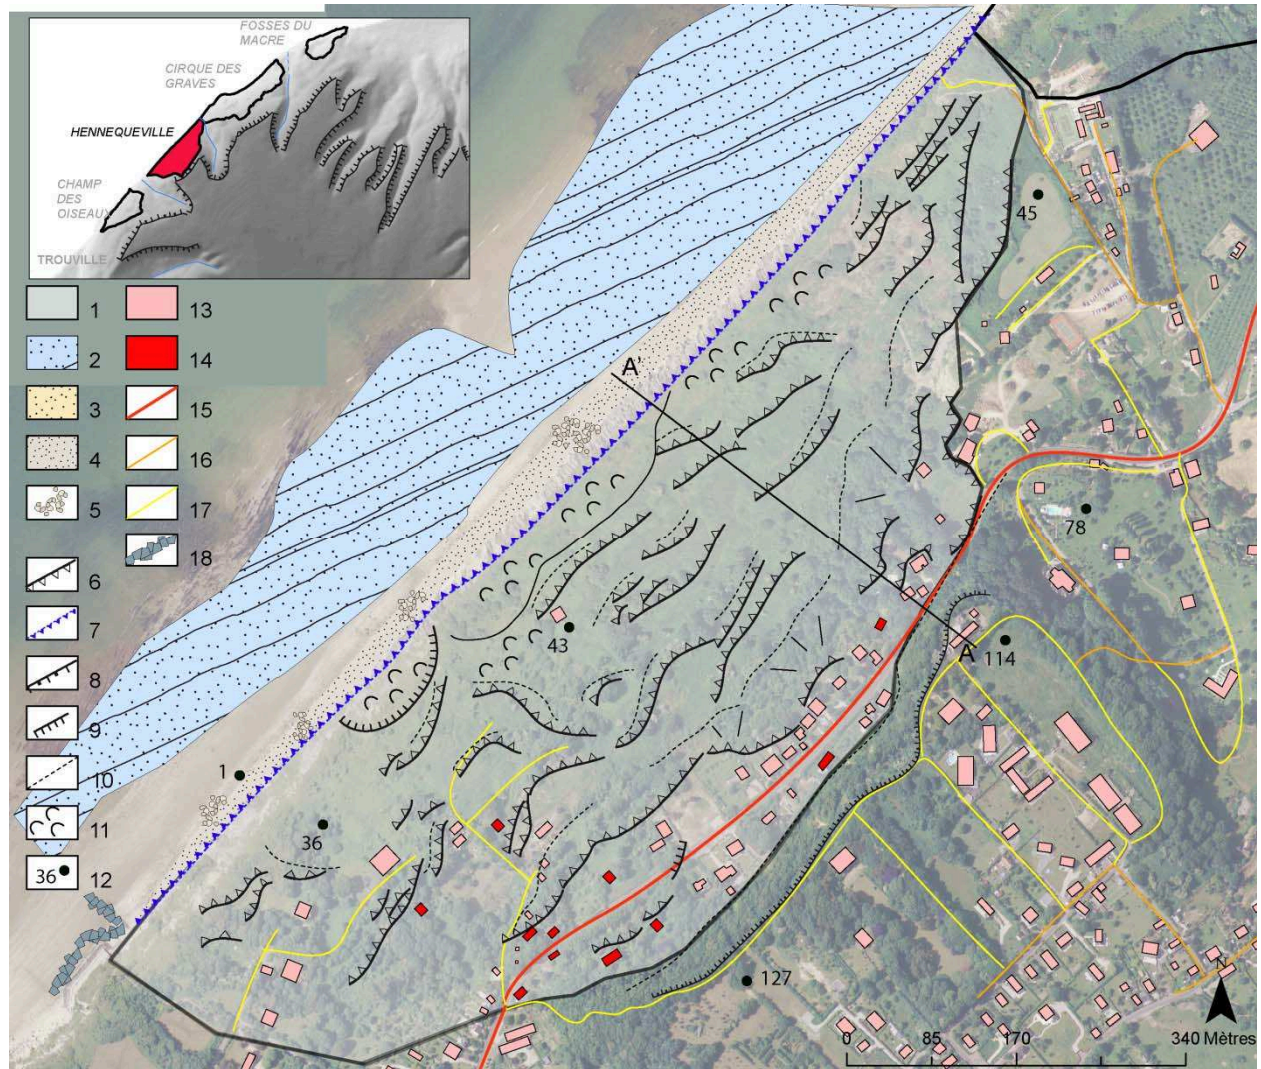 FOSSES DU
MACRE
CIRQUE DES
GRAVES
HENNEQUEVILLE
CHAMP
DES
OISEAUX
TROUVILLE
1
2
3
4
5
6
7
8
9
10
11
36 12
13
14
15
16
17
18
A'
A
45
78
114
43
1
36
127
N
0 85 170 340 Mètres